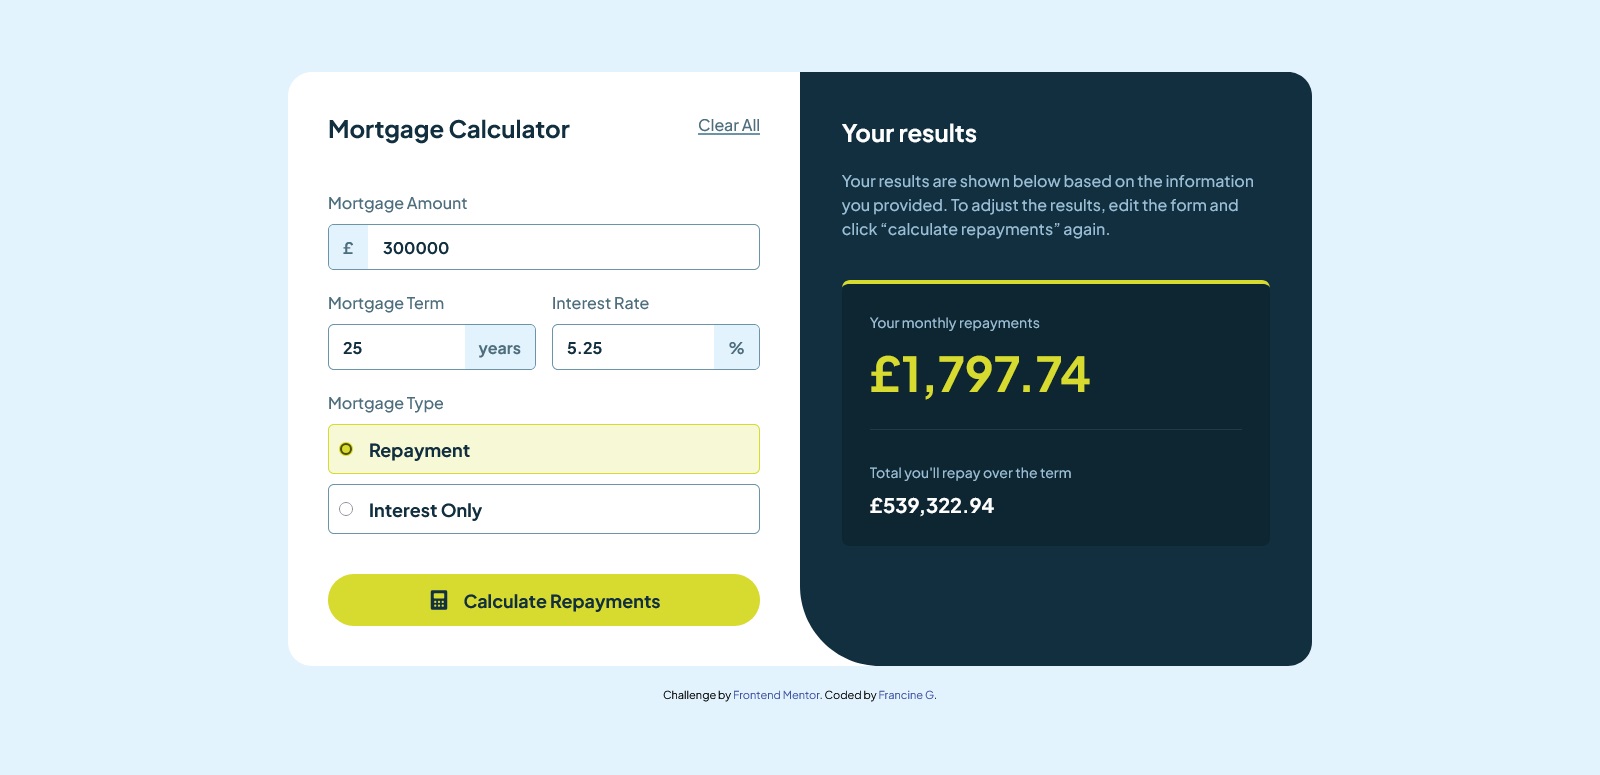 Mortgage Calculator
Clear All
Mortgage Amount
£ 300000
Mortgage Term
Interest Rate
25 years
5.25 %
Mortgage Type
Repayment
Interest Only
Calculate Repayments
Your results
Your results are shown below based on the information
you provided. To adjust the results, edit the form and
click “calculate repayments” again.
Your monthly repayments
£1,797.74
Total you'll repay over the term
£539,322.94
Challenge by Frontend Mentor. Coded by Francine G.